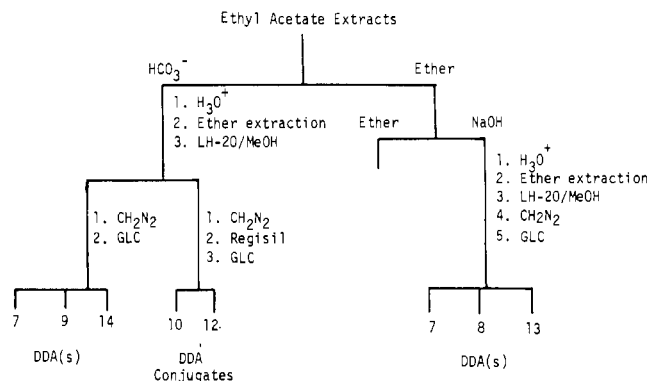 Ethyl Acetate Extracts
HCO₃⁻
Ether
1. H₃O⁺
2. Ether extraction
3. LH-20/MeOH
Ether
NaOH
1. H₃O⁺
2. Ether extraction
3. LH-20/MeOH
4. CH₂N₂
5. GLC
1. CH₂N₂
2. GLC
1. CH₂N₂
2. Regisil
3. GLC
7 9 14
10 12
7 8 13
DDA(s)
DDA
Conjugates
DDA(s)